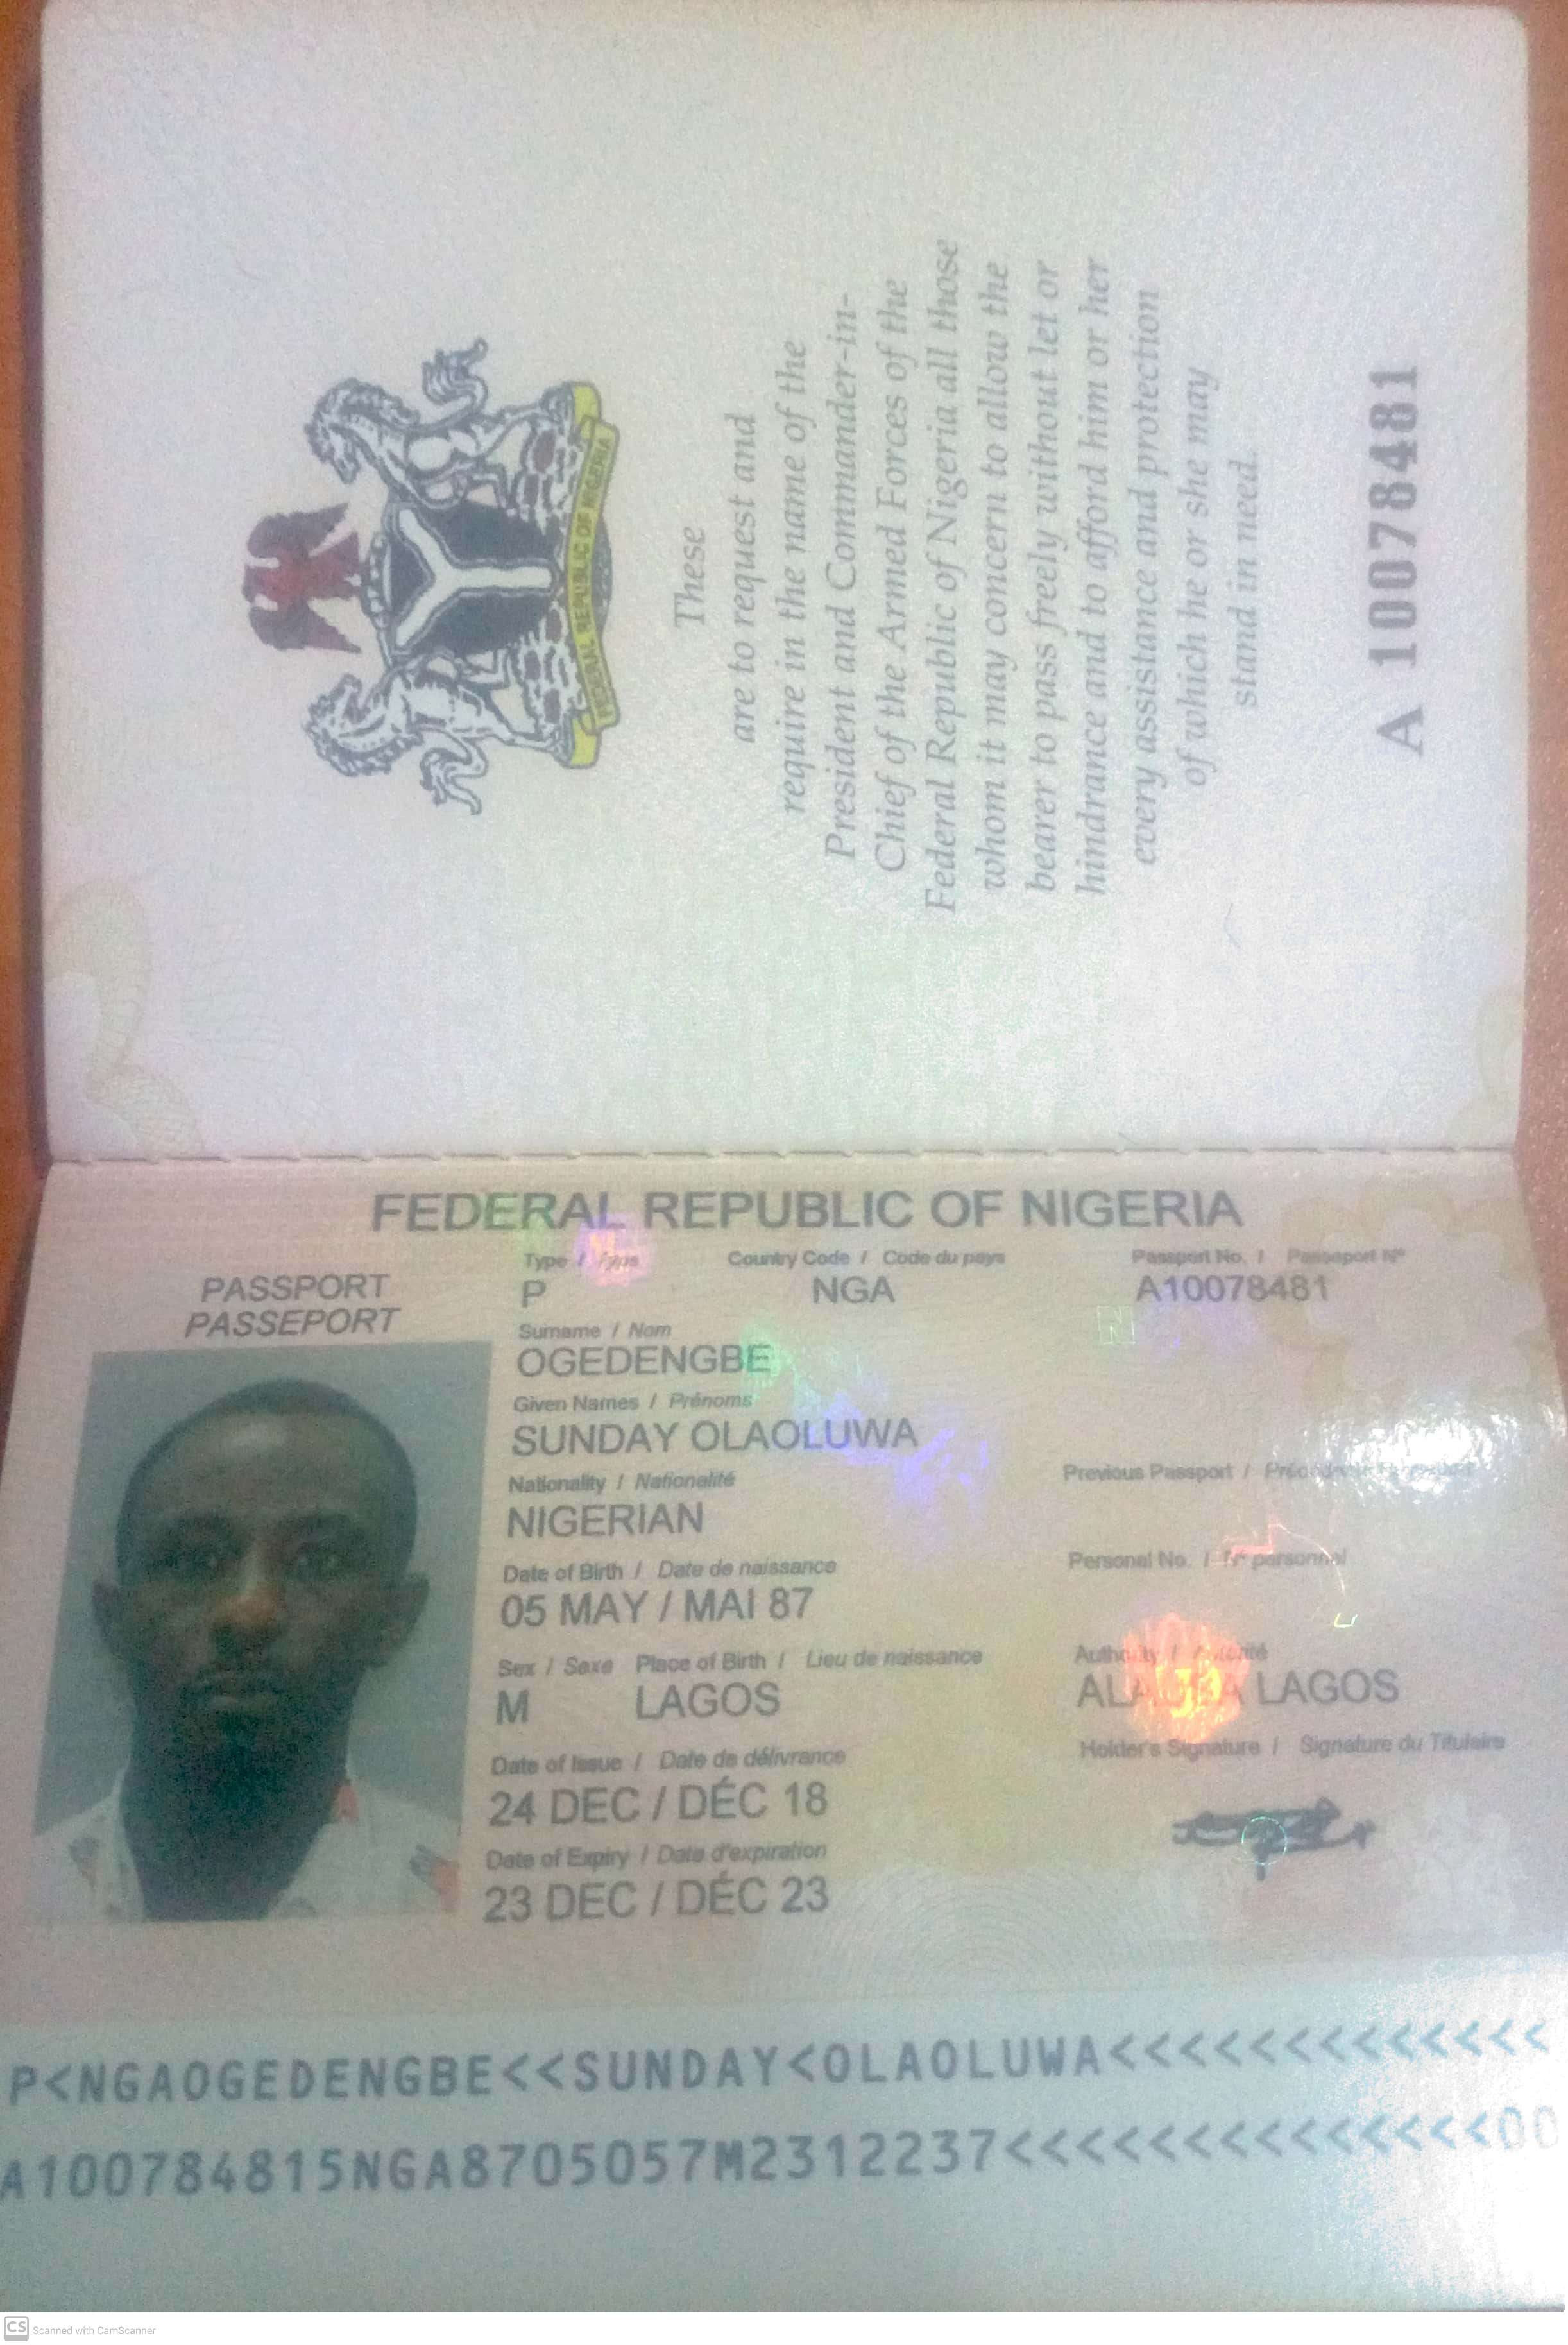 FEDERAL REPUBLIC OF NIGERIA
These
are to request and
require in the name of the
President and Commander-in-
Chief of the Armed Forces of the
Federal Republic of Nigeria all those
whom it may concern to allow the
bearer to pass freely without let or
hindrance and to afford him or her
every assistance and protection
of which he or she may
stand in need.
A 10078481
FEDERAL REPUBLIC OF NIGERIA
PASSPORT
PASSEPORT
Type / Type Country Code / Code du pays Passport No. / Passeport N°
P NGA A10078481
Surname / Nom
OGEDENGBE
Given Names / Prénoms
SUNDAY OLAOLUWA
Nationality / Nationalité
NIGERIAN
Previous Passport /
Date of Birth / Date de naissance
05 MAY / MAI 87
Personal No. / N° personnel
Sex / Sexe Place of Birth / Lieu de naissance
M LAGOS
Authority / Autorité
LAGOS
Date of Issue / Date de délivrance
24 DEC / DÉC 18
Holder's Signature / Signature du Titulaire
Date of Expiry / Date d'expiration
23 DEC / DÉC 23
P<NGAOGEDENGBE<<SUNDAY<OLAOLUWA<<<<<<<<<<<<<
A100784815NGA8705057M2312237<<<<<<<<<<<<<<00
CS Scanned with CamScanner